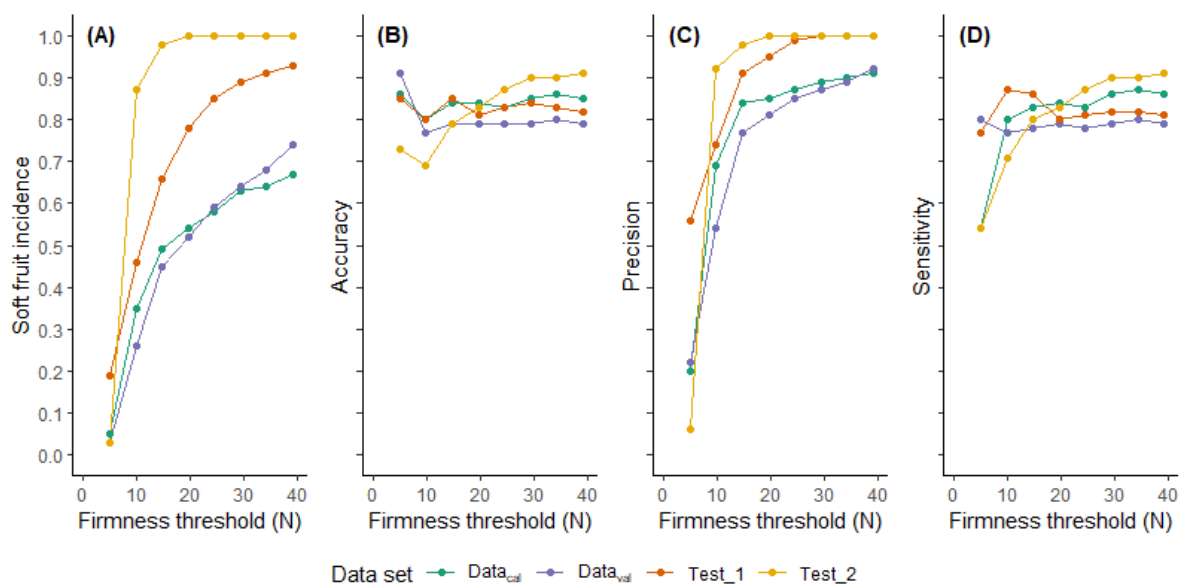 (A) (B) (C) (D)
Soft fruit incidence
1.0
0.9
0.8
0.7
0.6
0.5
0.4
0.3
0.2
0.1
0.0
Accuracy
Precision
Sensitivity
0 10 20 30 40 0 10 20 30 40 0 10 20 30 40 0 10 20 30 40
Firmness threshold (N) Firmness threshold (N) Firmness threshold (N) Firmness threshold (N)
Data set Data_cal Data_val Test_1 Test_2